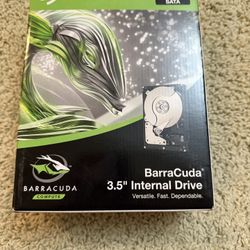 SATA
BarraCuda®
3.5" Internal Drive
Versatile. Fast. Dependable.
BARRACUDA
COMPUTE